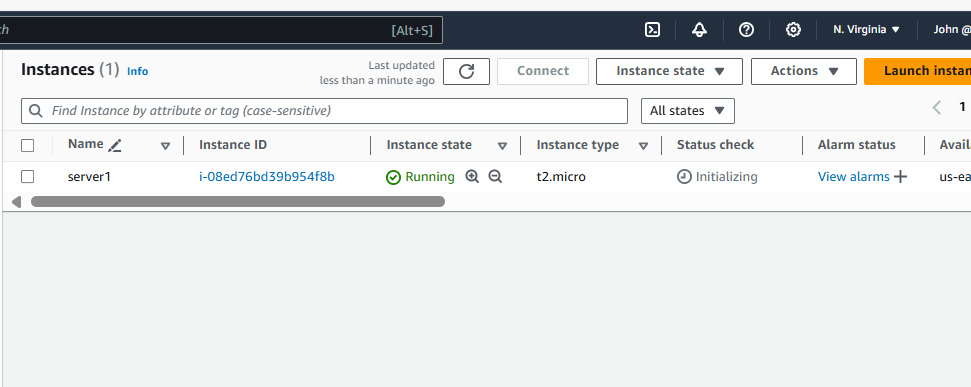 ch [Alt+S] N. Virginia John @
Instances (1) Info Last updated less than a minute ago Connect Instance state Actions Launch instan
Find Instance by attribute or tag (case-sensitive) All states 1
Name Instance ID Instance state Instance type Status check Alarm status Avail
server1 i-08ed76bd39b954f8b Running t2.micro Initializing View alarms us-ea